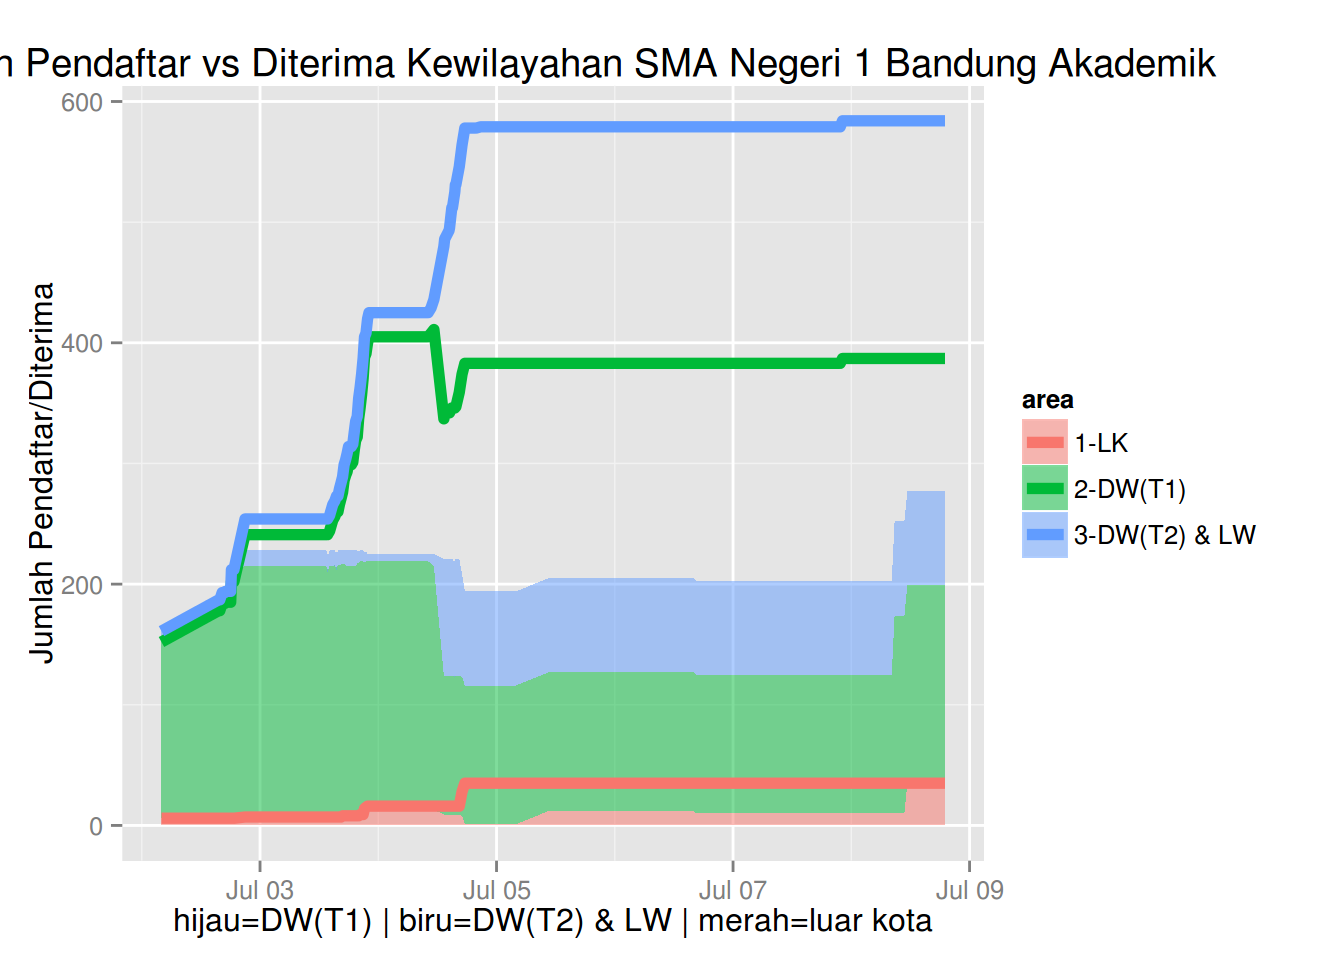 Pendaftar vs Diterima Kewilayahan SMA Negeri 1 Bandung Akademik
Jumlah Pendaftar/Diterima
600
400
200
0
Jul 03
Jul 05
Jul 07
Jul 09
hijau=DW(T1) | biru=DW(T2) & LW | merah=luar kota
area
1-LK
2-DW(T1)
3-DW(T2) & LW